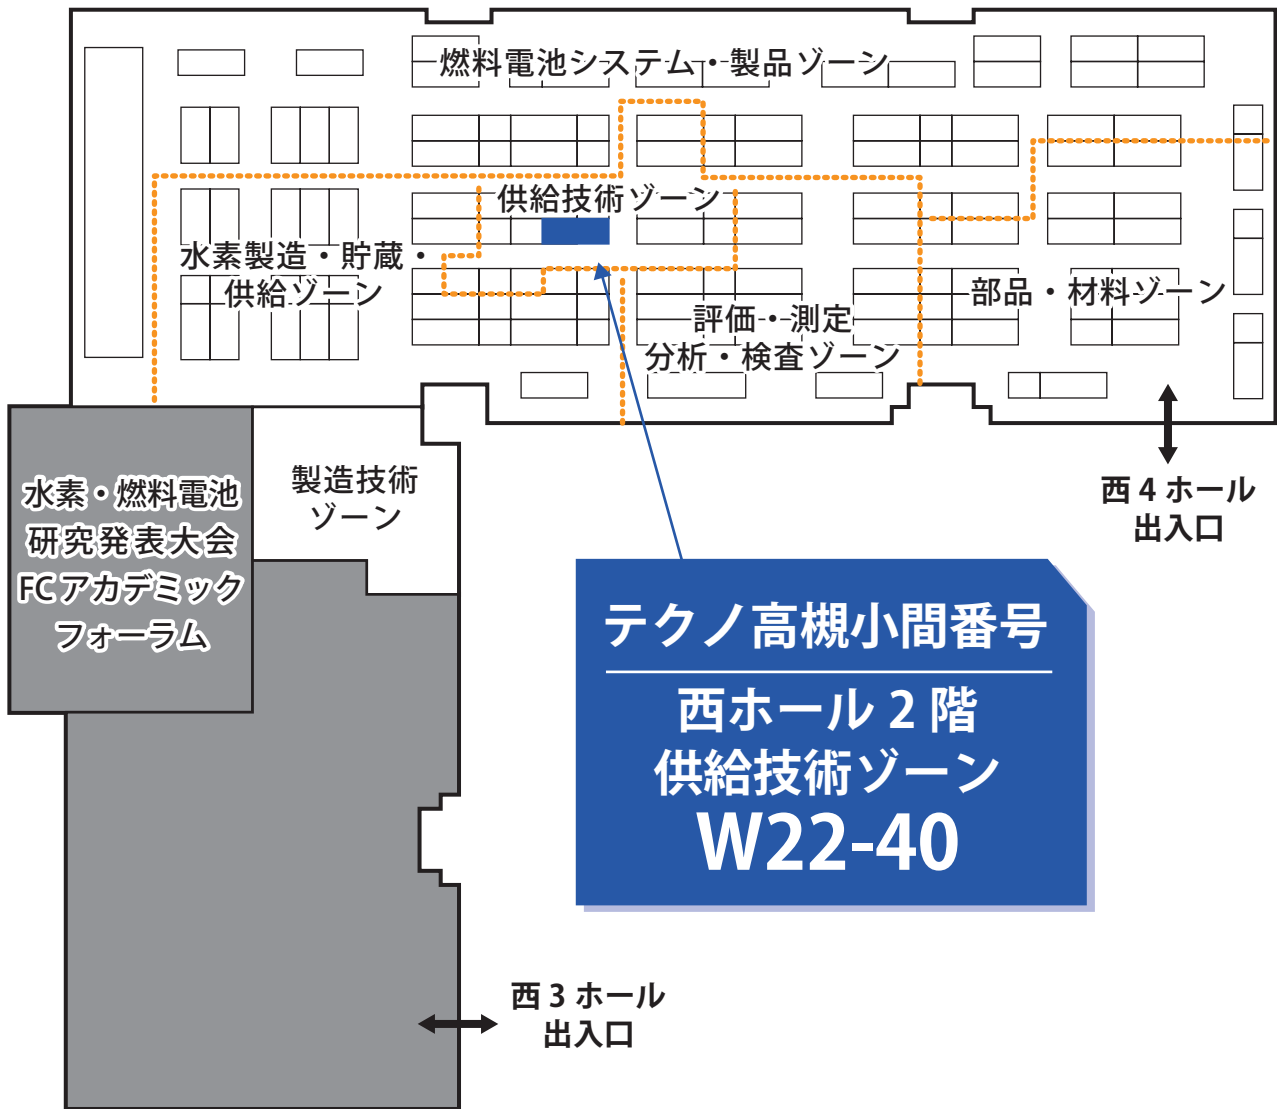 燃料電池システム・製品ゾーン
供給技術ゾーン
水素製造・貯蔵・
供給ゾーン
部品・材料ゾーン
評価・測定
分析・検査ゾーン
水素・燃料電池
研究発表大会
FCアカデミック
フォーラム
製造技術
ゾーン
西4ホール
出入口
テクノ高槻小間番号
西ホール2階
供給技術ゾーン
W22-40
西3ホール
出入口